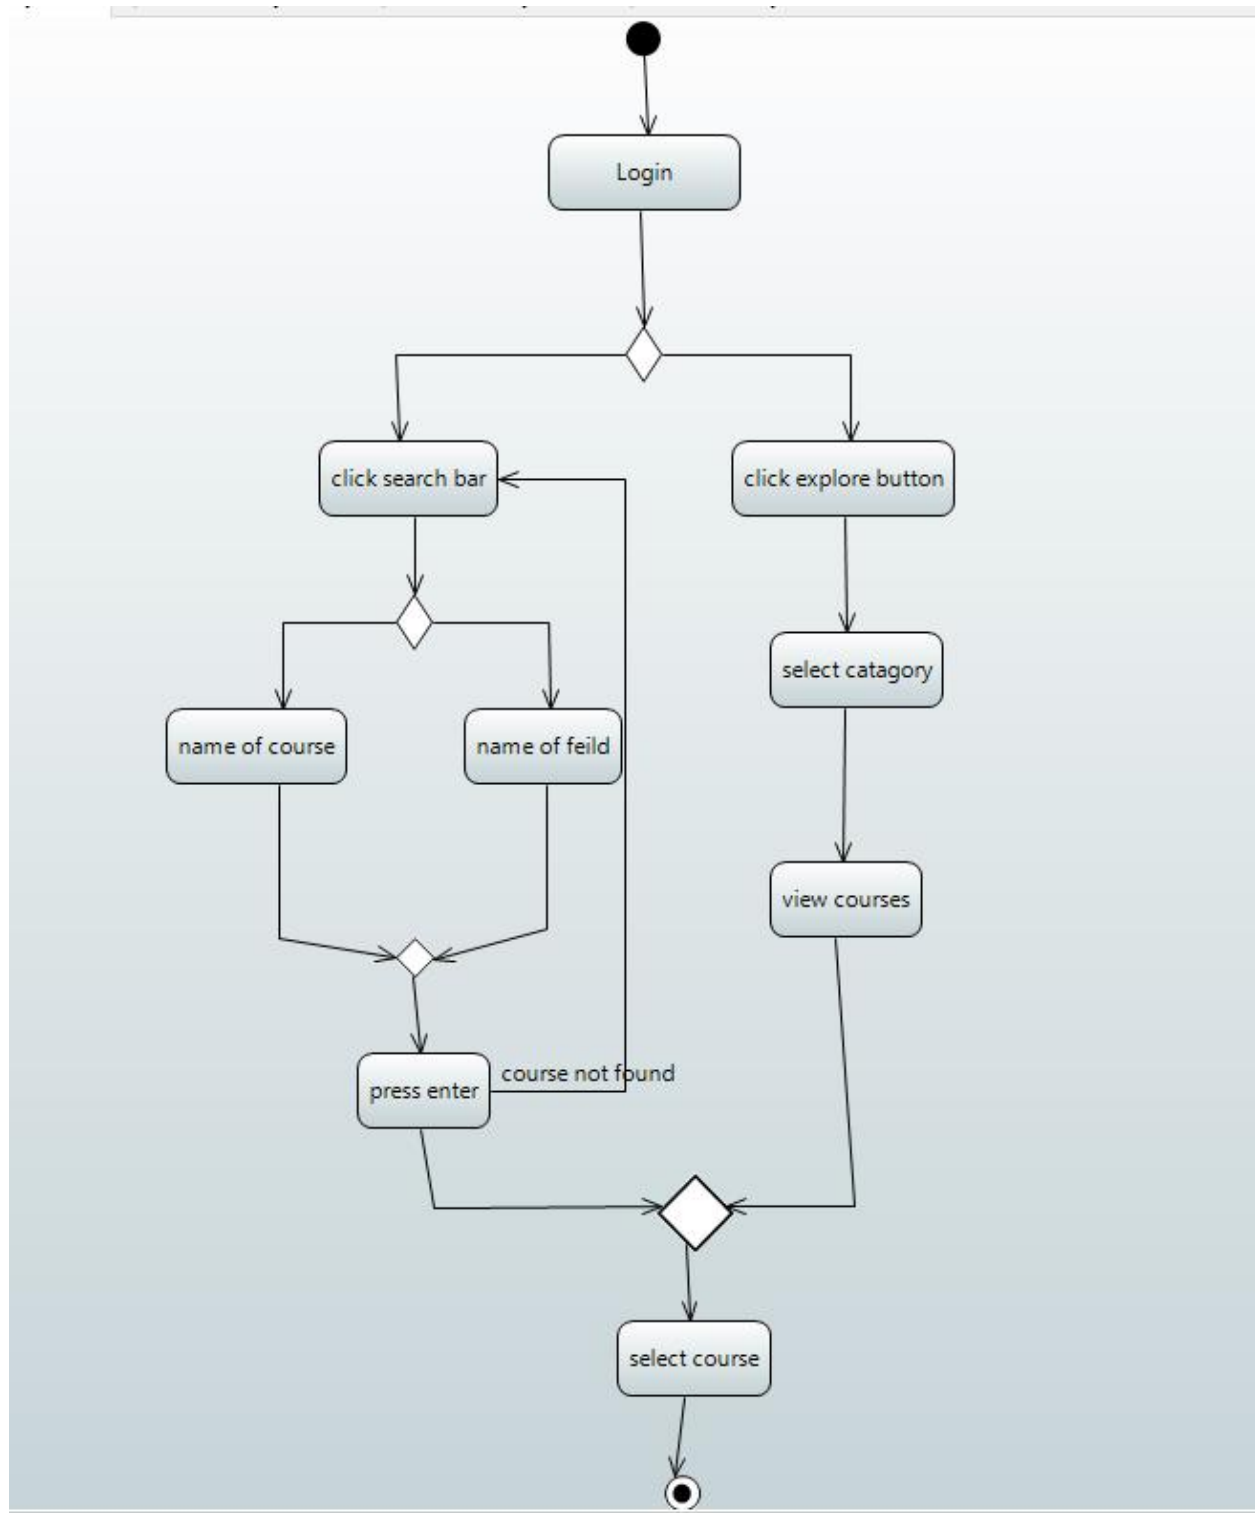 Login
click search bar
click explore button
select catagory
name of course
name of feild
view courses
course not found
press enter
select course